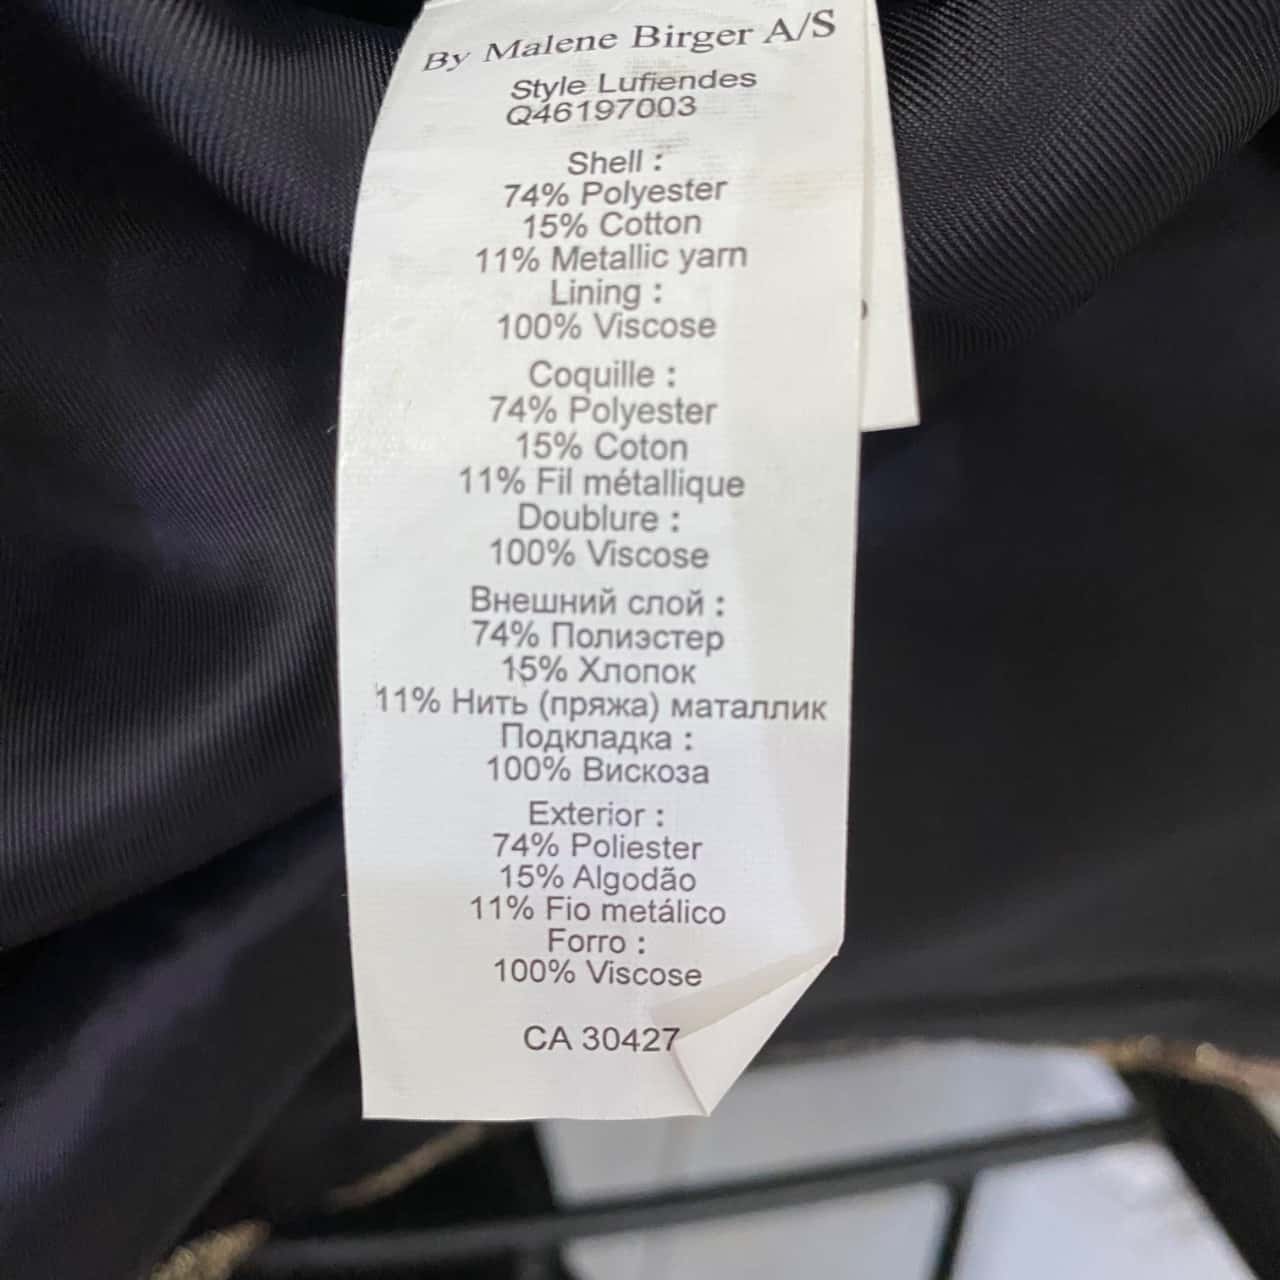 By Malene Birger A/S
Style Lufiendes
Q46197003
Shell :
74% Polyester
15% Cotton
11% Metallic yarn
Lining :
100% Viscose
Coquille :
74% Polyester
15% Coton
11% Fil métallique
Doublure :
100% Viscose
Внешний слой :
74% Полиэстер
15% Хлопок
11% Нить (пряжа) маталлик
Подкладка :
100% Вискоза
Exterior :
74% Poliester
15% Algodão
11% Fio metálico
Forro :
100% Viscose
CA 30427